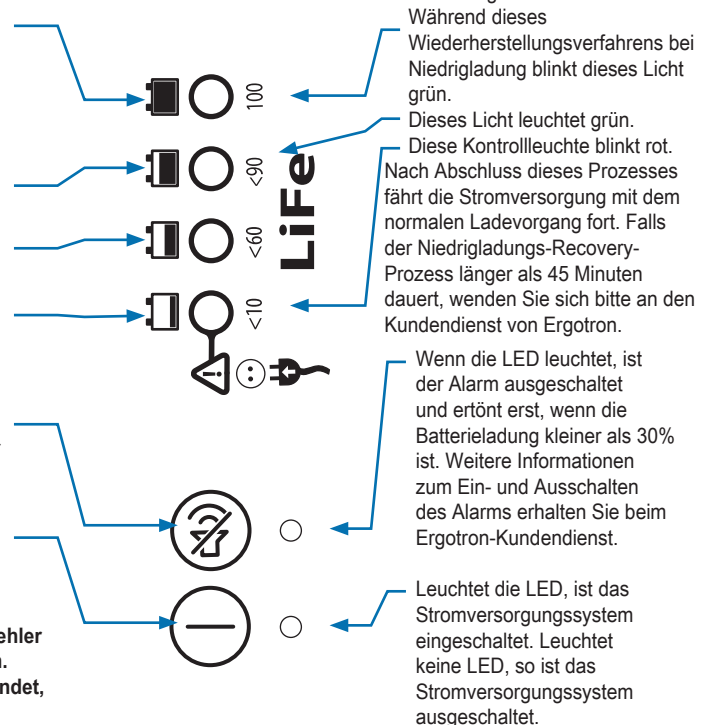 Während dieses
Wiederherstellungsverfahrens bei
Niedrigladung blinkt dieses Licht
grün.
Dieses Licht leuchtet grün.
Diese Kontrollleuchte blinkt rot.
Nach Abschluss dieses Prozesses
fährt die Stromversorgung mit dem
normalen Ladevorgang fort. Falls
der Niedrigladungs-Recovery-
Prozess länger als 45 Minuten
dauert, wenden Sie sich bitte an den
Kundendienst von Ergotron.
100
<90
<60
<10
LiFe
Wenn die LED leuchtet, ist
der Alarm ausgeschaltet
und ertönt erst, wenn die
Batterieladung kleiner als 30%
ist. Weitere Informationen
zum Ein- und Ausschalten
des Alarms erhalten Sie beim
Ergotron-Kundendienst.
Leuchtet die LED, ist das
Stromversorgungssystem
eingeschaltet. Leuchtet
keine LED, so ist das
Stromversorgungssystem
ausgeschaltet.